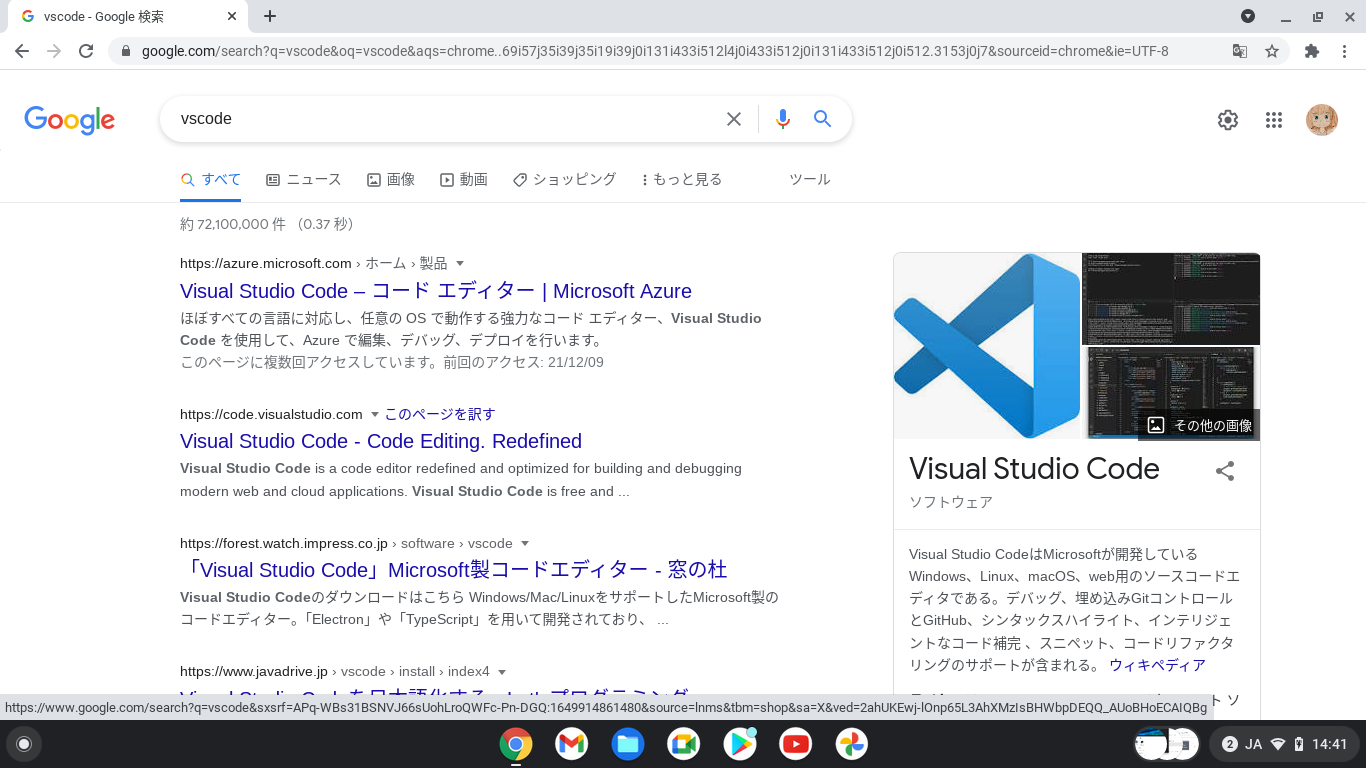 vscode - Google 検索
google.com/search?q=vscode&oq=vscode&aqs=chrome..69i57j35i39j35i19i39j0i131i433i512l4j0i433i512j0i131i433i512j0i512.3153j0j7&sourceid=chrome&ie=UTF-8
Google
vscode
すべて ニュース 画像 動画 ショッピング もっと見る ツール
約 72,100,000 件 （0.37 秒）
https://azure.microsoft.com › ホーム › 製品
Visual Studio Code – コード エディター | Microsoft Azure
ほぼすべての言語に対応し、任意の OS で動作する強力なコード エディター、Visual Studio
Code を使用して、Azure で編集、デバッグ、デプロイを行います。
このページに複数回アクセスしています。前回のアクセス: 21/12/09
https://code.visualstudio.com このページを訳す
Visual Studio Code - Code Editing. Redefined
Visual Studio Code is a code editor redefined and optimized for building and debugging
modern web and cloud applications. Visual Studio Code is free and ...
https://forest.watch.impress.co.jp › software › vscode
「Visual Studio Code」Microsoft製コードエディター - 窓の杜
Visual Studio Codeのダウンロードはこちら Windows/Mac/LinuxをサポートしたMicrosoft製の
コードエディター。「Electron」や「TypeScript」を用いて開発されており、 ...
https://www.javadrive.jp › vscode › install › index4
その他の画像
Visual Studio Code
ソフトウェア
Visual Studio CodeはMicrosoftが開発している
Windows、Linux、macOS、web用のソースコードエ
ディタである。デバッグ、埋め込みGitコントロール
とGitHub、シンタックスハイライト、インテリジェ
ントなコード補完 、スニペット、コードリファクタ
リングのサポートが含まれる。 ウィキペディア
https://www.google.com/search?q=vscode&sxsrf=APq-WBs31BSNVJ66sUohLroQWFc-Pn-DGQ:1649914861480&source=lnms&tbm=shop&sa=X&ved=2ahUKEwj-lOnp65L3AhXMzIsBHWbpDEQQ_AUoBHoECAIQBg
2 JA 14:41